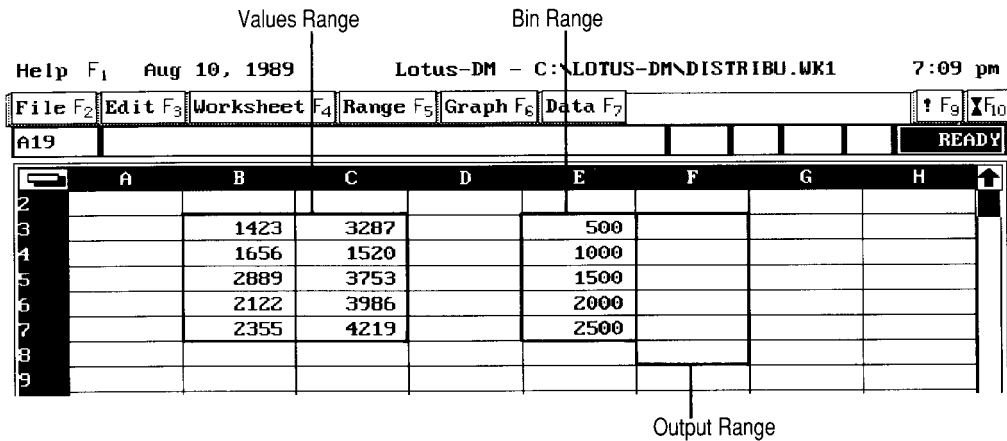 Values Range Bin Range
Help F1 Aug 10, 1989 Lotus-DM – C:\LOTUS-DM\DISTRIBU.WK1 7:09 pm
File F2 Edit F3 Worksheet F4 Range F5 Graph F6 Data F7 ? F9 F10
A19 READY
A B C D E F G H
2
3 1423 3287 500
4 1656 1520 1000
5 2889 3753 1500
6 2122 3986 2000
7 2355 4219 2500
8
9
Output Range